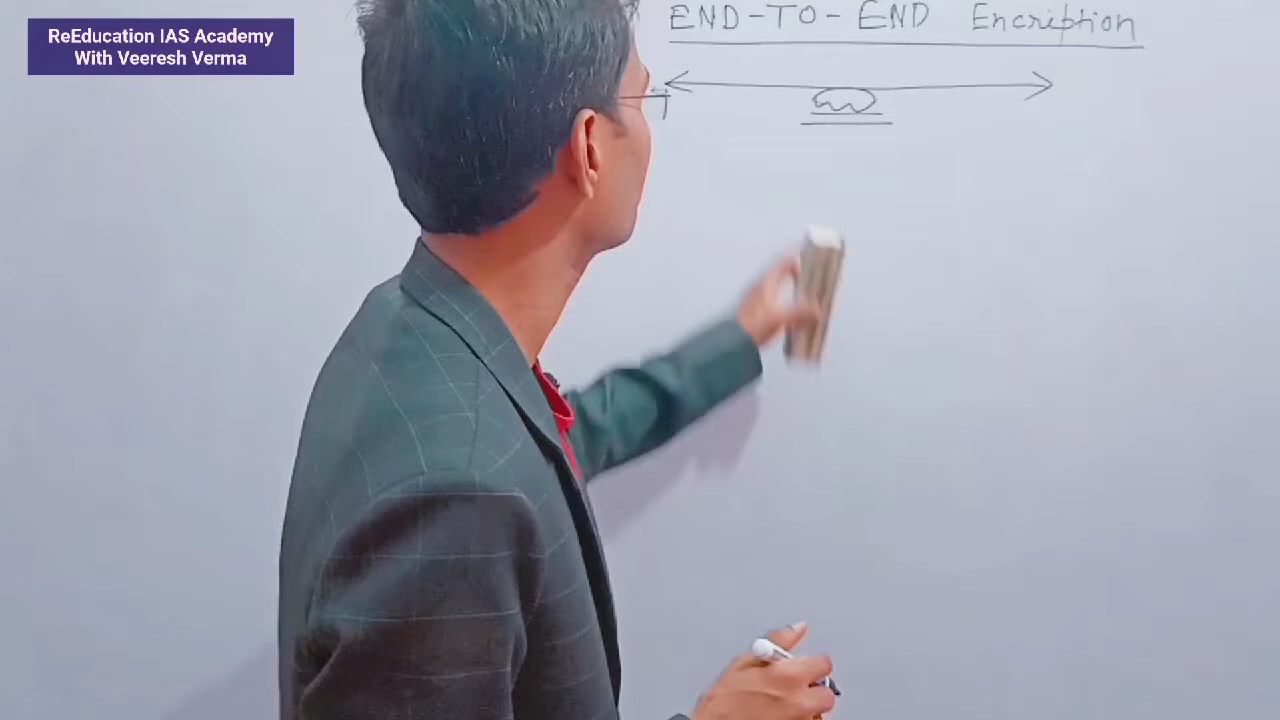 ReEducation IAS Academy
With Veeresh Verma
END-TO-END Encription